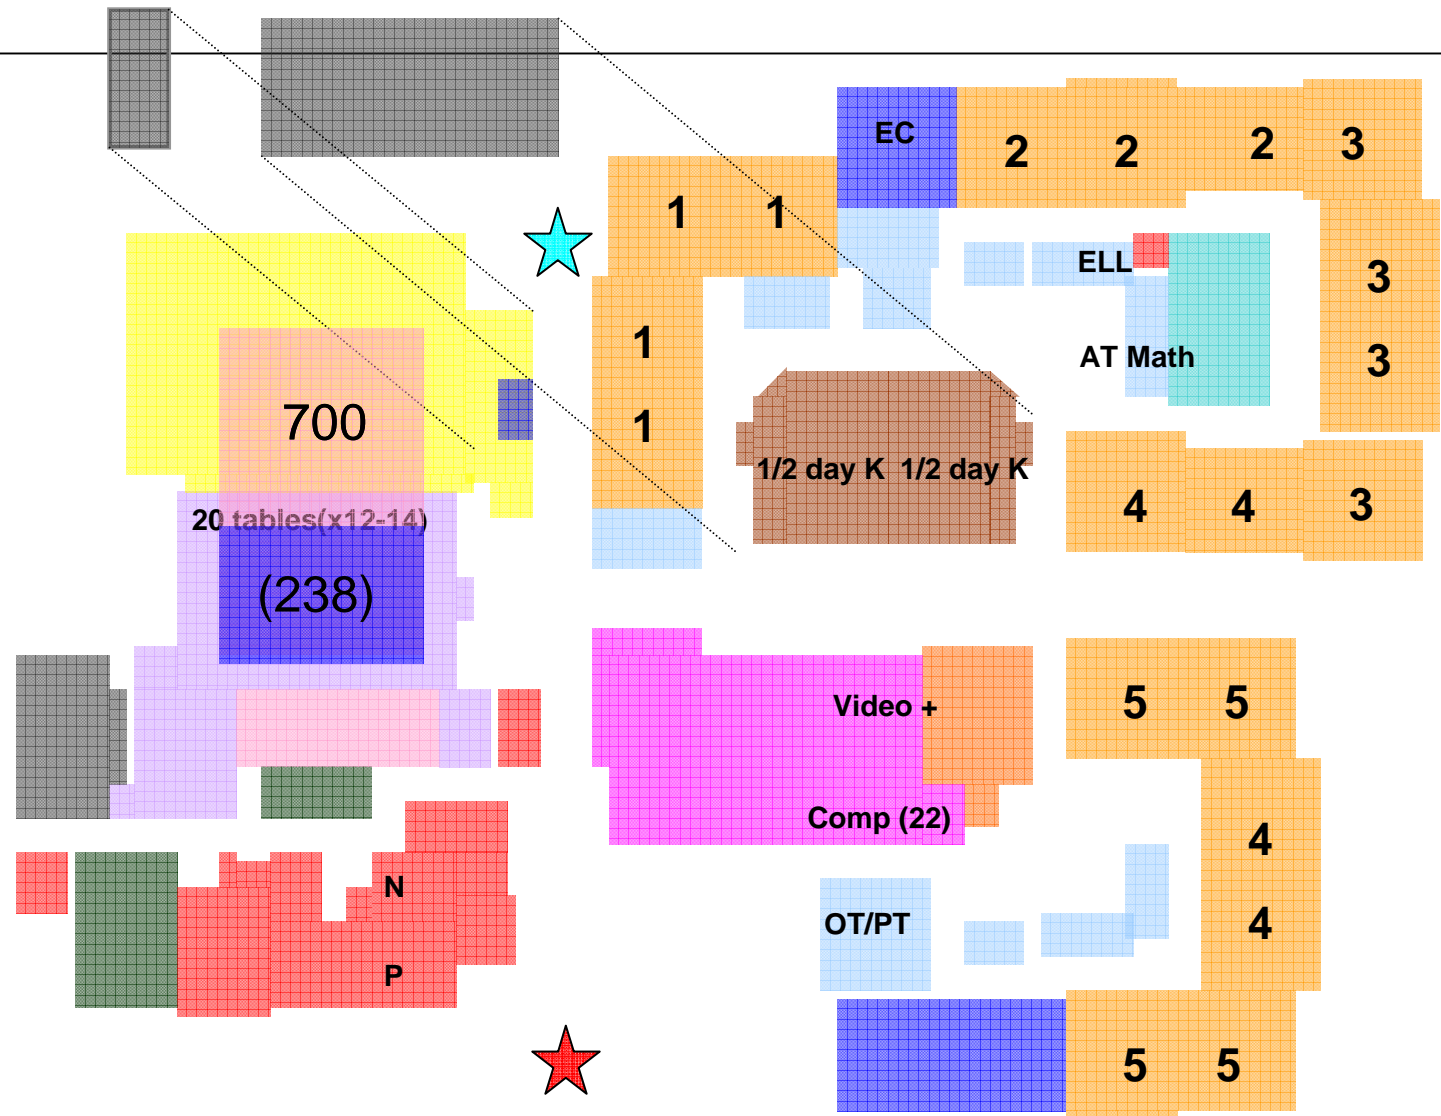 EC
2 2 2 3
1 1
ELL
3
1
AT Math
3
700
1
1/2 day K 1/2 day K
4 4 3
20 tables(x12-14)
(238)
Video +
5 5
Comp (22)
4
N
OT/PT
4
P
5 5